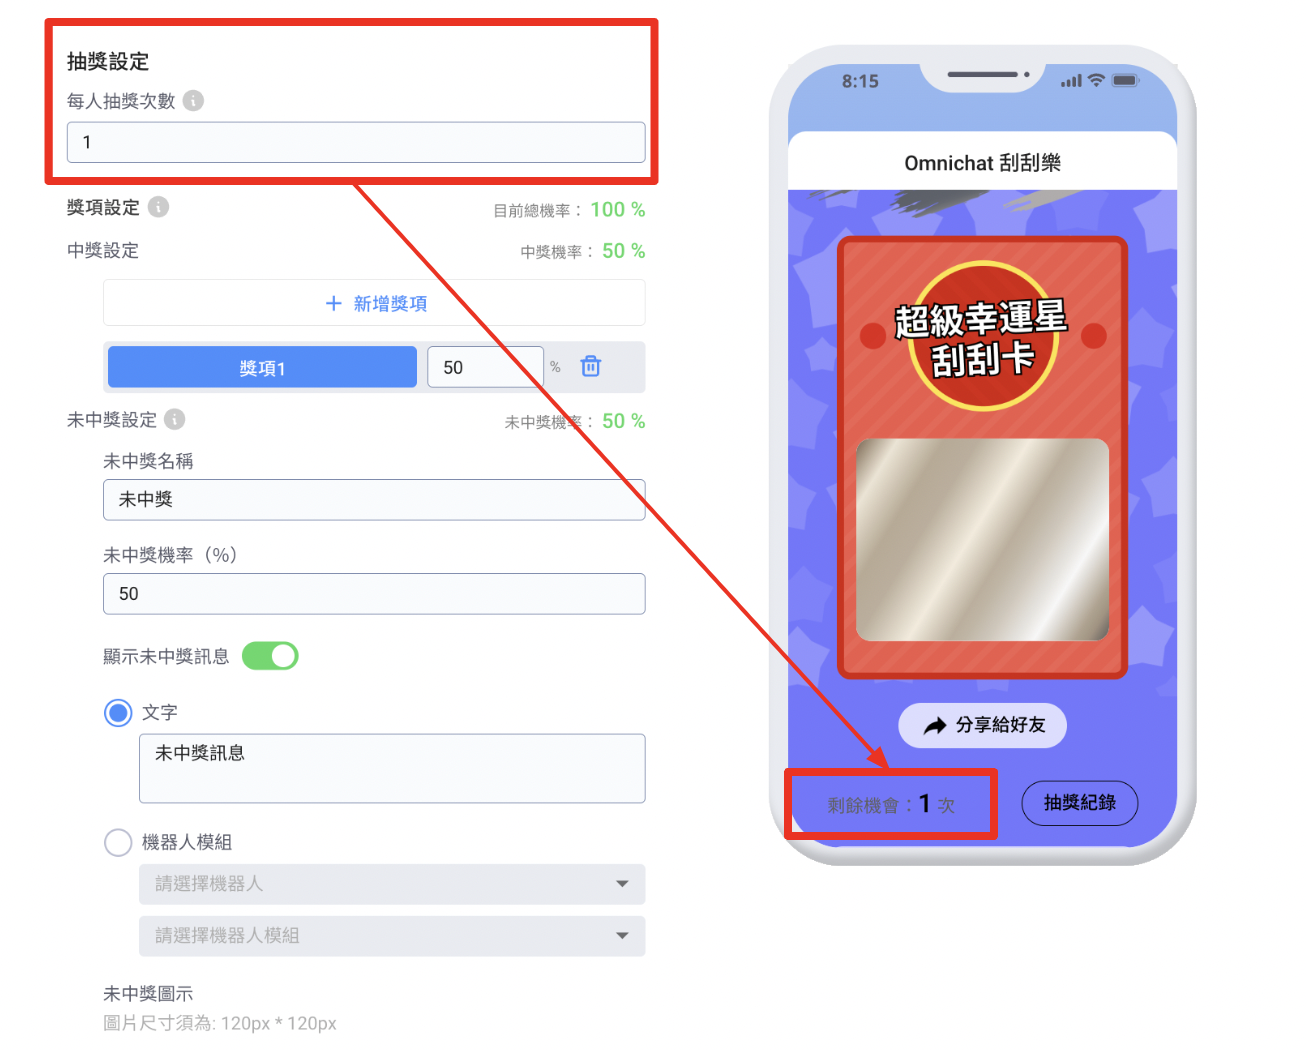 抽獎設定
每人抽獎次數
1
獎項設定
目前總機率： 100 %
中獎設定
中獎機率： 50 %
+ 新增獎項
獎項1
50
%
未中獎設定
未中獎機率： 50 %
未中獎名稱
未中獎
未中獎機率（%）
50
顯示未中獎訊息
文字
未中獎訊息
機器人模組
請選擇機器人
請選擇機器人模組
未中獎圖示
圖片尺寸須為: 120px * 120px
8:15
Omnichat 刮刮樂
超級幸運星
刮刮卡
分享給好友
剩餘機會：1 次
抽獎紀錄